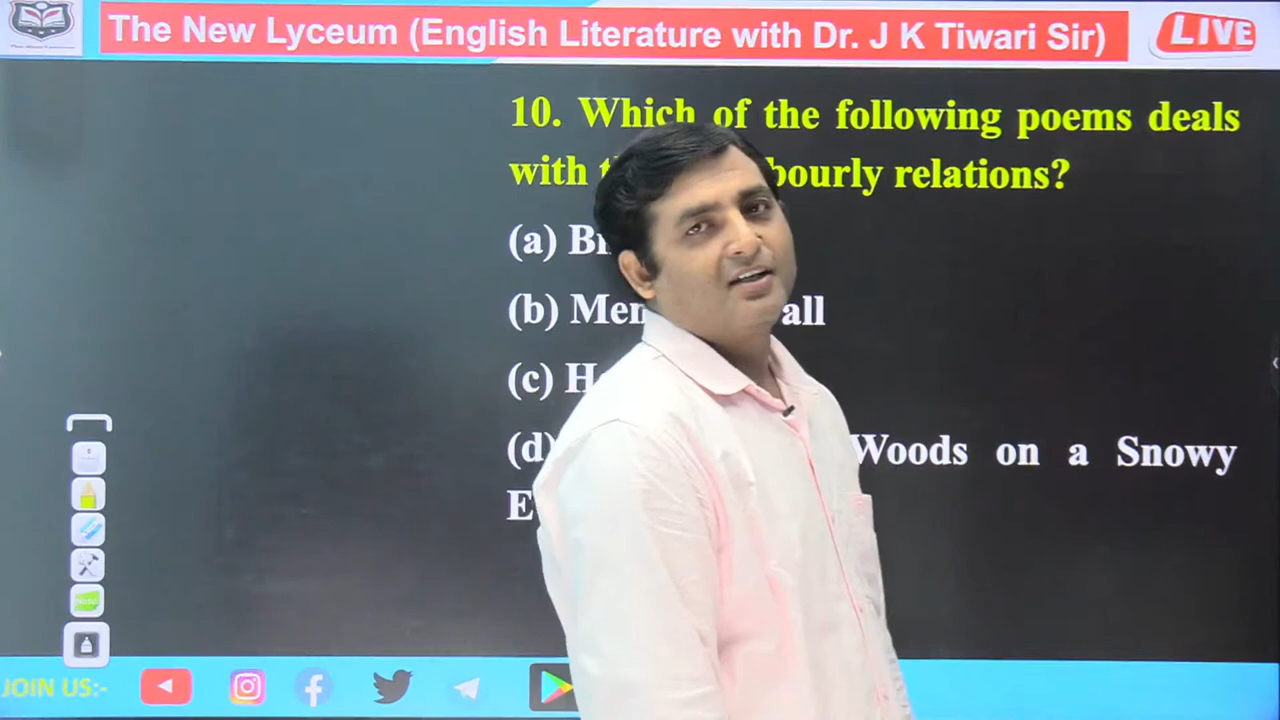 The New Lyceum (English Literature with Dr. J K Tiwari Sir)
LIVE
10. Which of the following poems deals
with bourly relations?
(a)
(b) all
(c)
(d) Woods on a Snowy
JOIN US:-